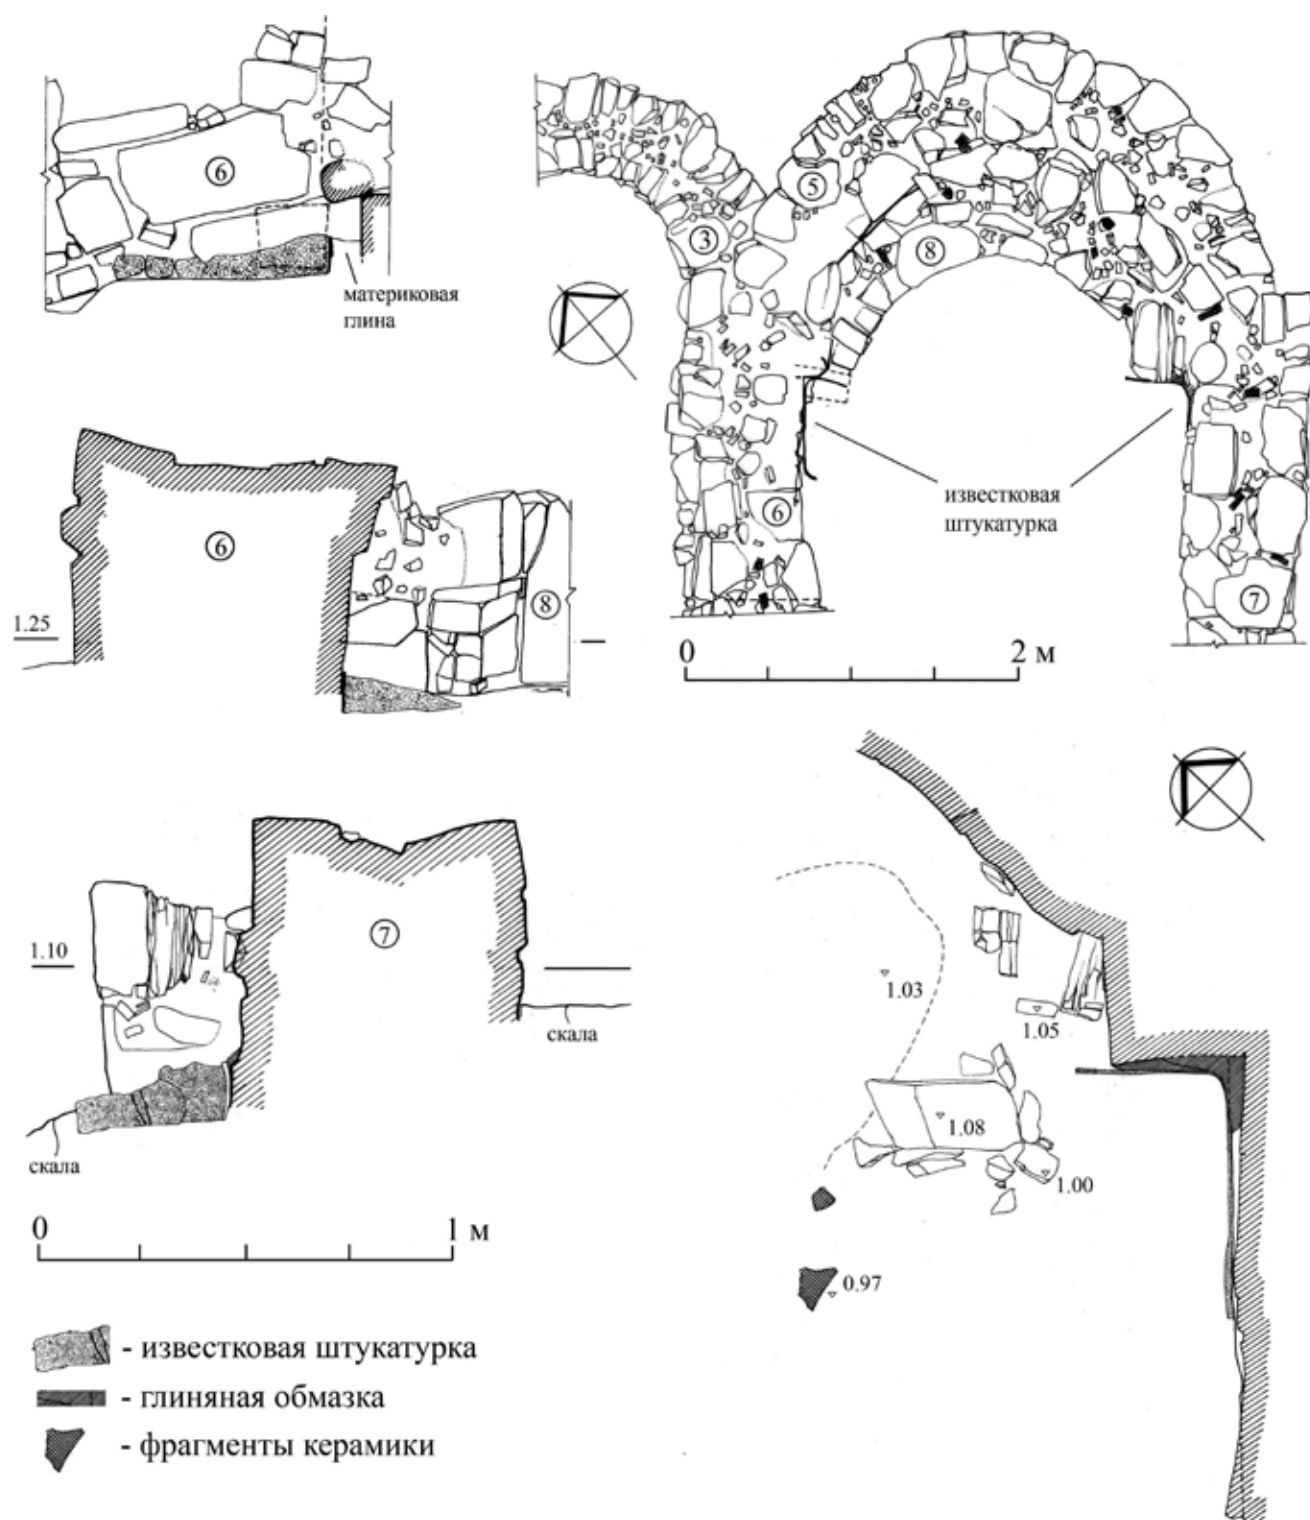 6
материковая
глина
3
5
8
6
7
известковая
штукатурка
0
2 м
6
8
1.25
1.10
7
скала
скала
0
1 м
1.03
1.05
1.08
1.00
0.97
- известковая штукатурка
- глиняная обмазка
- фрагменты керамики